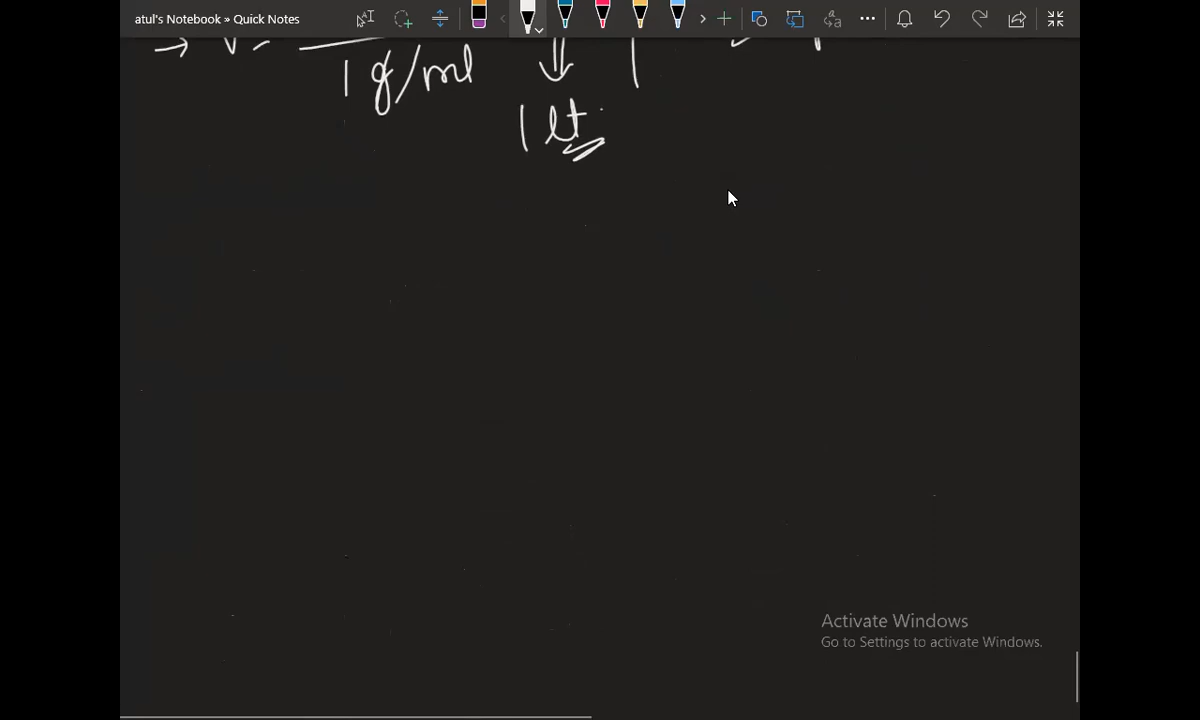 atul's Notebook » Quick Notes
→ V =
1 g/ml
1 lt.
Activate Windows
Go to Settings to activate Windows.